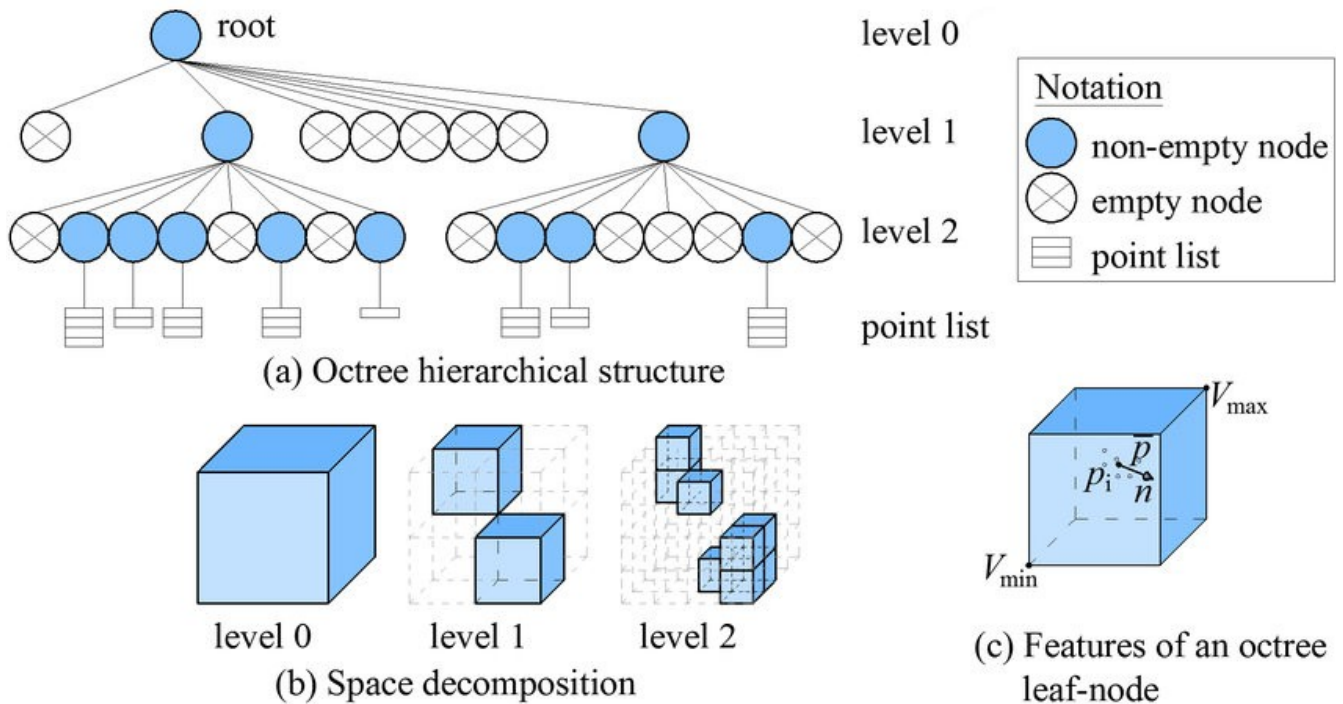 root
level 0
level 1
level 2
point list
Notation
non-empty node
empty node
point list
(a) Octree hierarchical structure
level 0
level 1
level 2
(b) Space decomposition
V_max
p̅
p_i
n
V_min
(c) Features of an octree
leaf-node